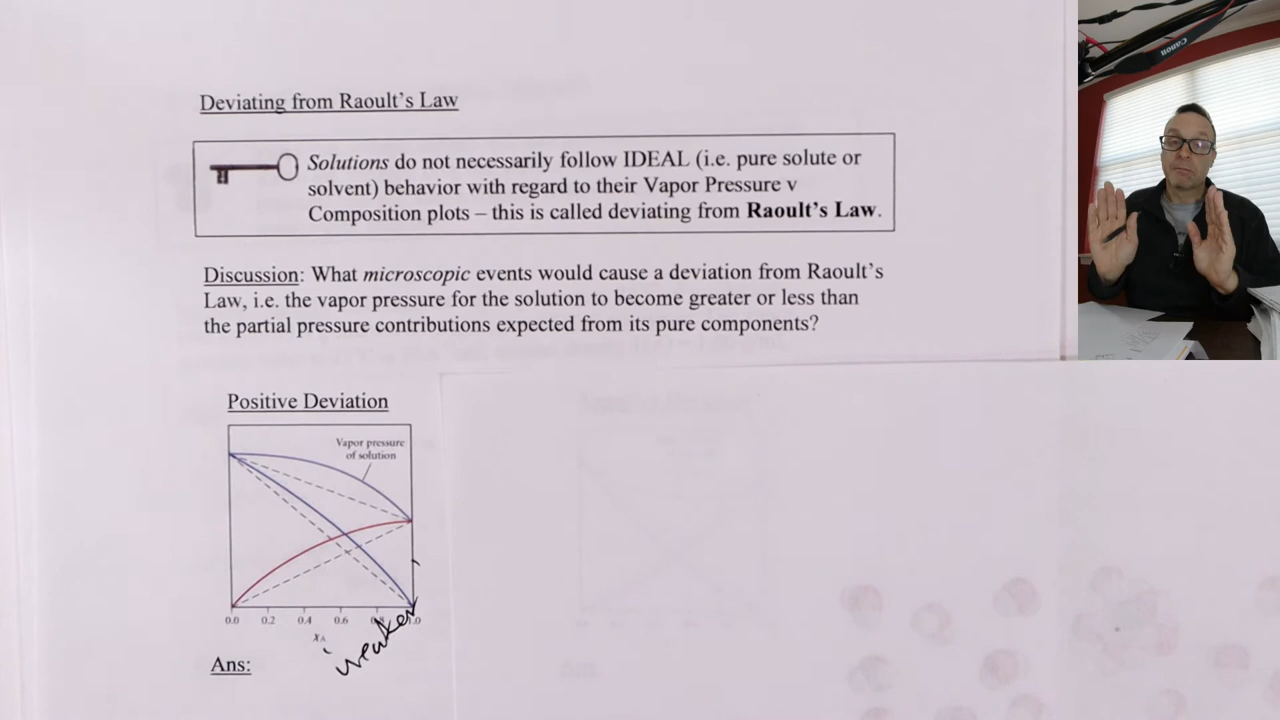 Deviating from Raoult's Law
Solutions do not necessarily follow IDEAL (i.e. pure solute or
solvent) behavior with regard to their Vapor Pressure v
Composition plots – this is called deviating from Raoult's Law.
Discussion: What microscopic events would cause a deviation from Raoult's
Law, i.e. the vapor pressure for the solution to become greater or less than
the partial pressure contributions expected from its pure components?
Positive Deviation
Vapor pressure
of solution
0.0 0.2 0.4 0.6
XA
'weaker'
Ans:
Canon